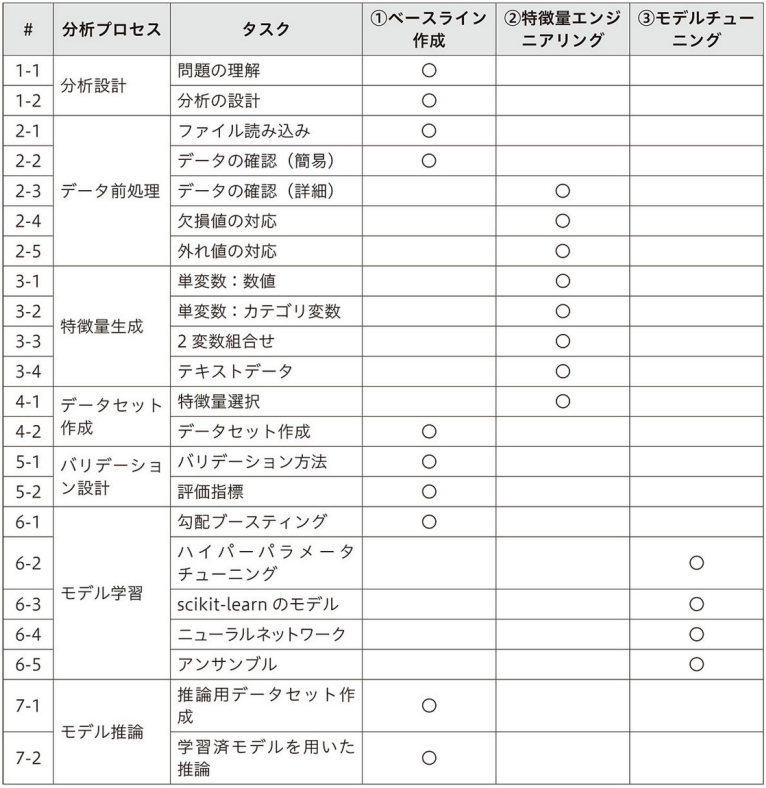 # 分析プロセス タスク ①ベースライン作成 ②特徴量エンジニアリング ③モデルチューニング
1-1 分析設計 問題の理解 ○
1-2 分析の設計 ○
2-1 データ前処理 ファイル読み込み ○
2-2 データの確認（簡易） ○
2-3 データの確認（詳細） ○
2-4 欠損値の対応 ○
2-5 外れ値の対応 ○
3-1 特徴量生成 単変数：数値 ○
3-2 単変数：カテゴリ変数 ○
3-3 2変数組合せ ○
3-4 テキストデータ ○
4-1 データセット作成 特徴量選択 ○
4-2 データセット作成 ○
5-1 バリデーション設計 バリデーション方法 ○
5-2 評価指標 ○
6-1 モデル学習 勾配ブースティング ○
6-2 ハイパーパラメータチューニング ○
6-3 scikit-learn のモデル ○
6-4 ニューラルネットワーク ○
6-5 アンサンブル ○
7-1 モデル推論 推論用データセット作成 ○
7-2 学習済モデルを用いた推論 ○